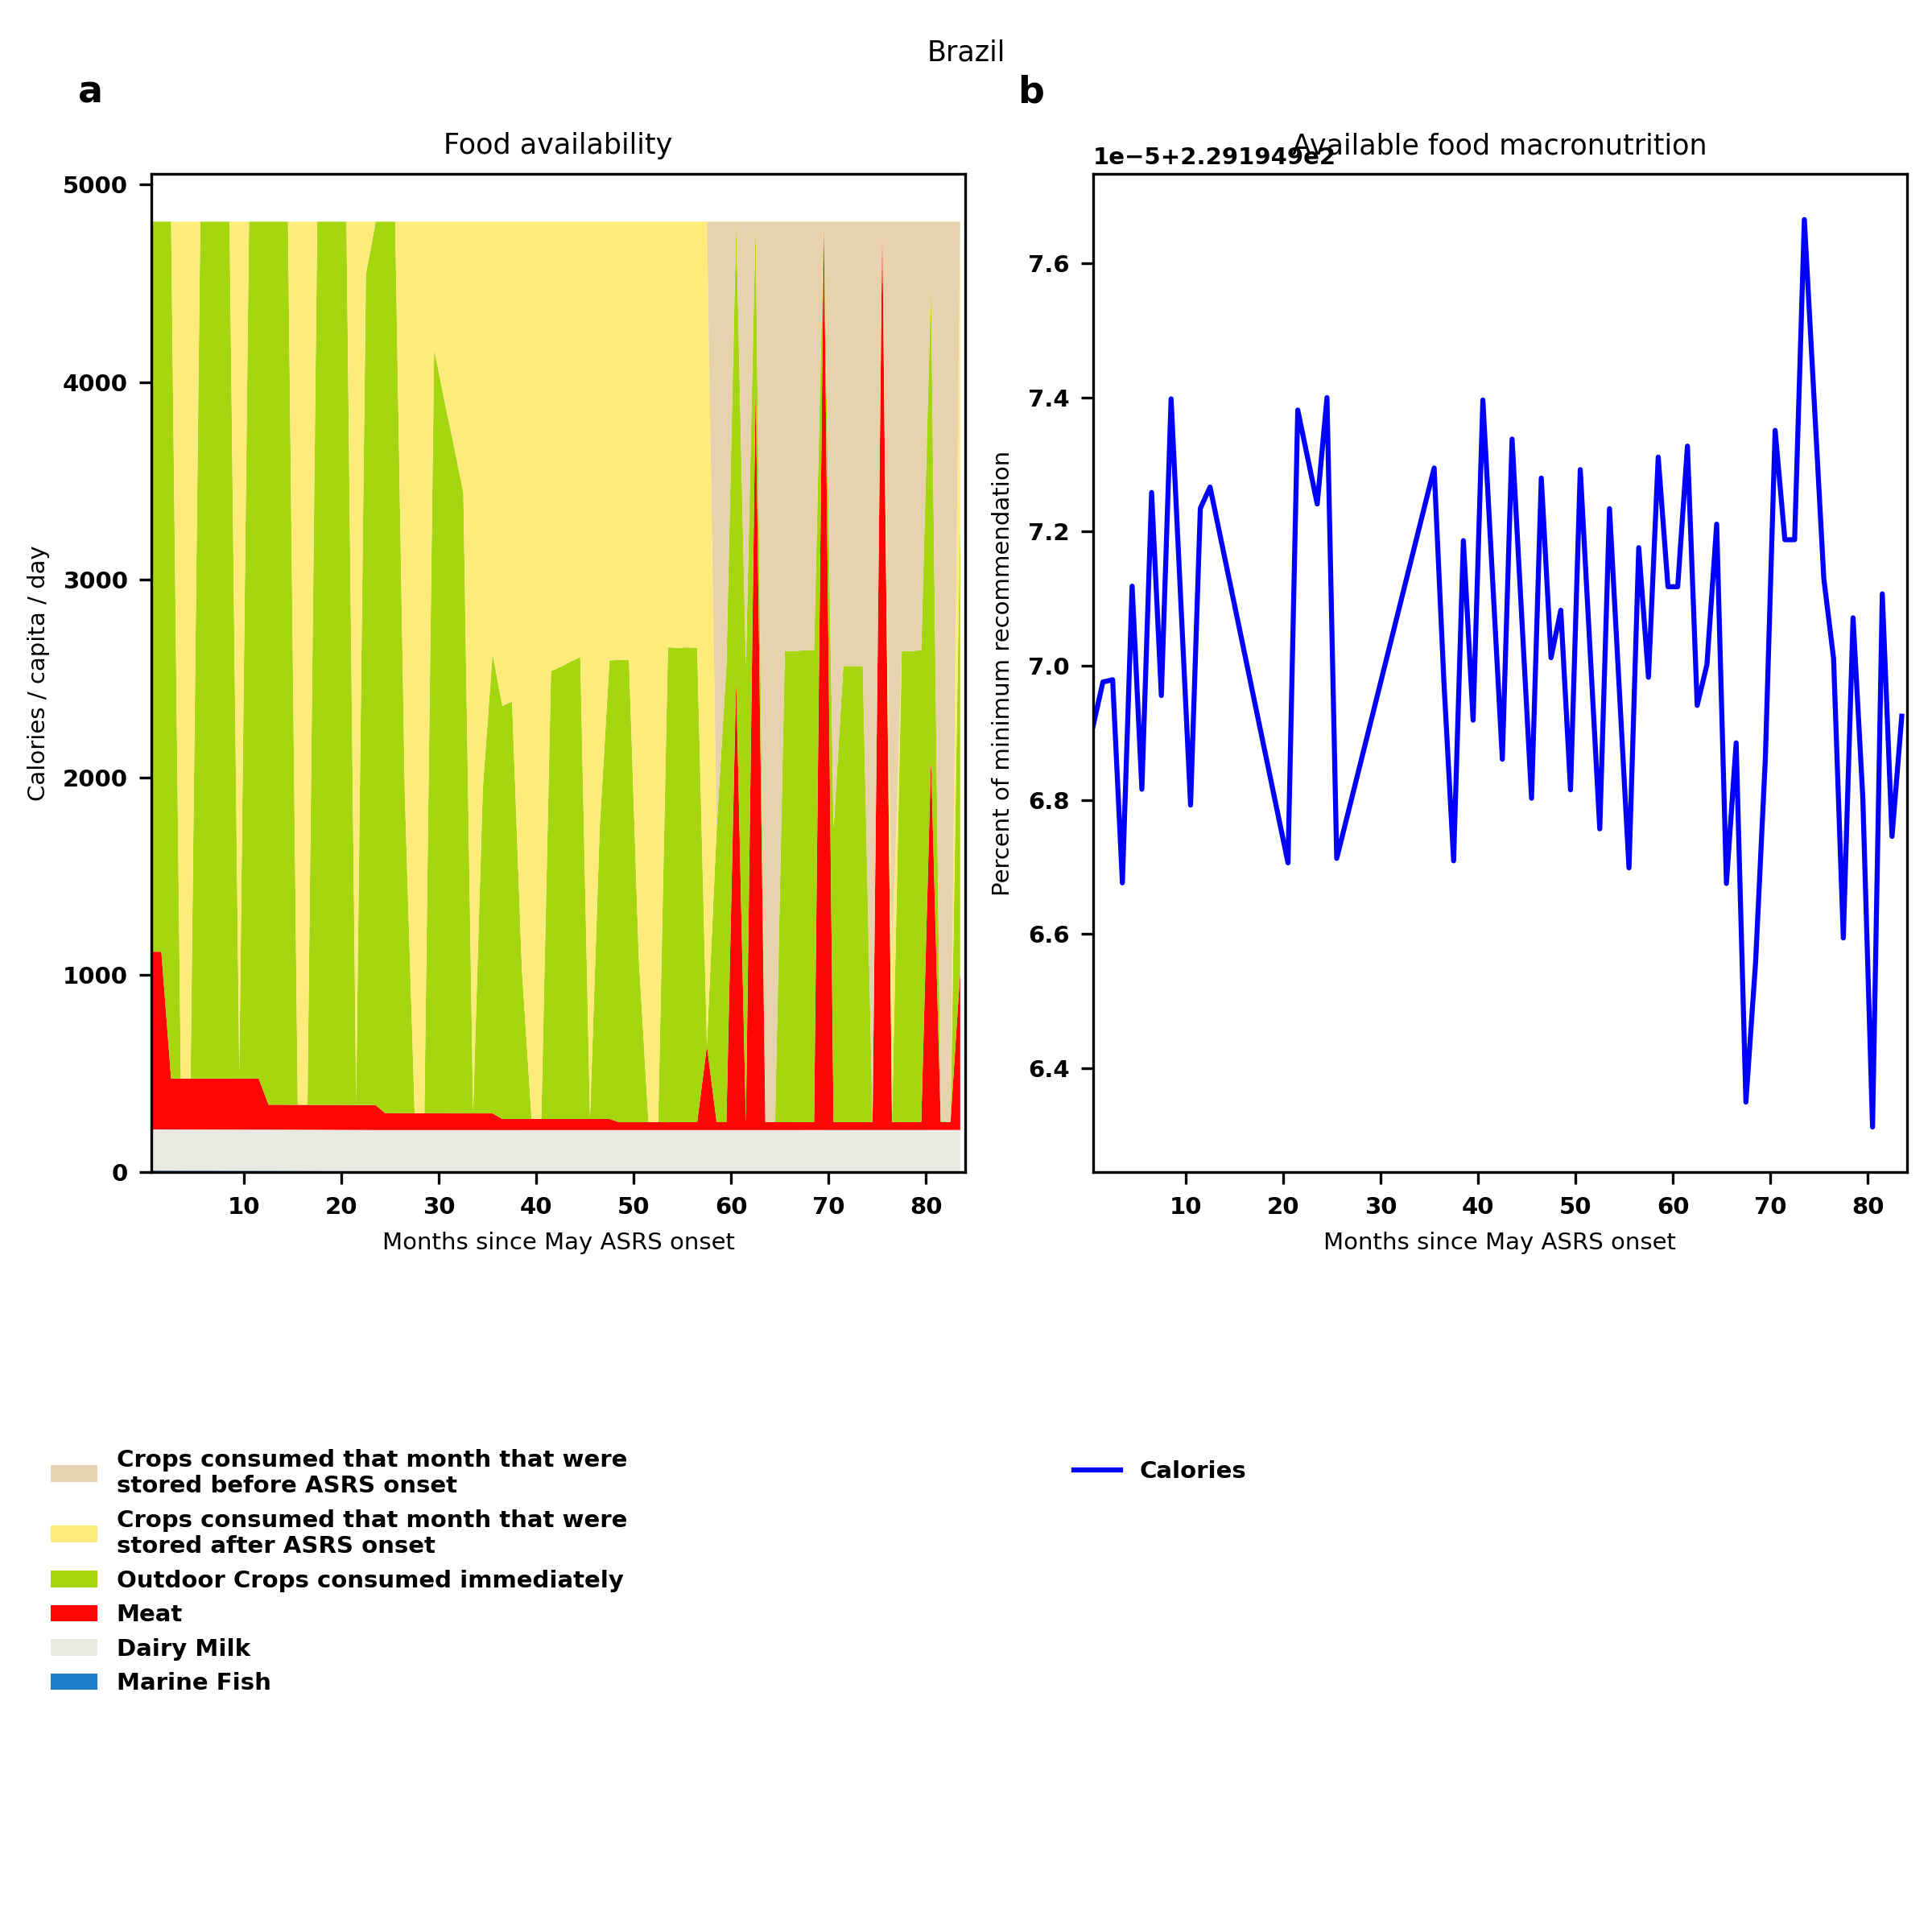 Brazil
a
b
Food availability
Available food macronutrition
1e−5+2.291949e2
5000
4000
3000
2000
1000
0
Calories / capita / day
10 20 30 40 50 60 70 80
Months since May ASRS onset
7.6
7.4
7.2
7.0
6.8
6.6
6.4
Percent of minimum recommendation
10 20 30 40 50 60 70 80
Months since May ASRS onset
Crops consumed that month that were
stored before ASRS onset
Crops consumed that month that were
stored after ASRS onset
Outdoor Crops consumed immediately
Meat
Dairy Milk
Marine Fish
Calories